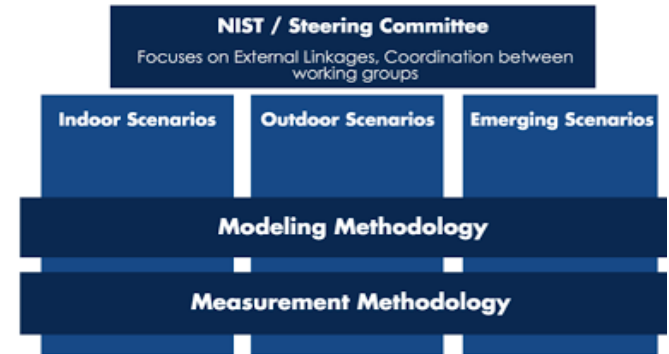 NIST / Steering Committee
Focuses on External Linkages, Coordination between
working groups
Indoor Scenarios
Outdoor Scenarios
Emerging Scenarios
Modeling Methodology
Measurement Methodology